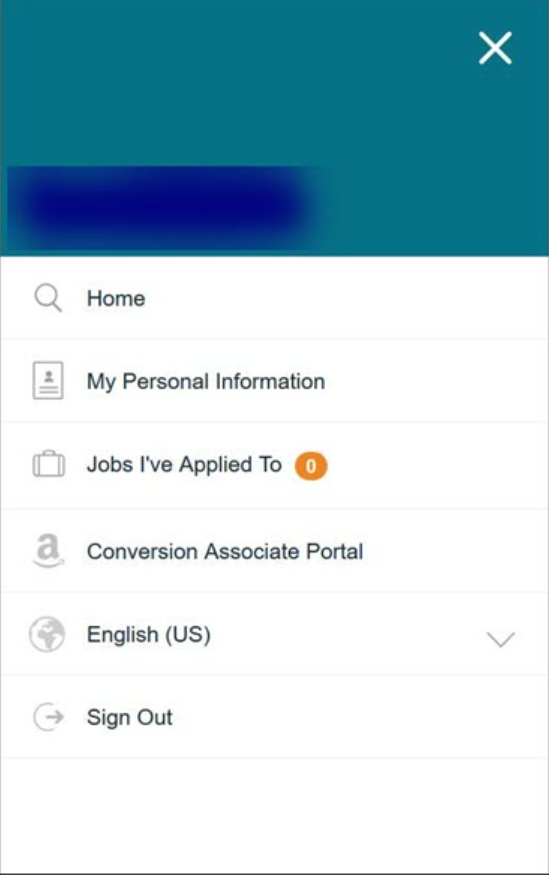 Home
My Personal Information
Jobs I've Applied To 0
Conversion Associate Portal
English (US)
Sign Out